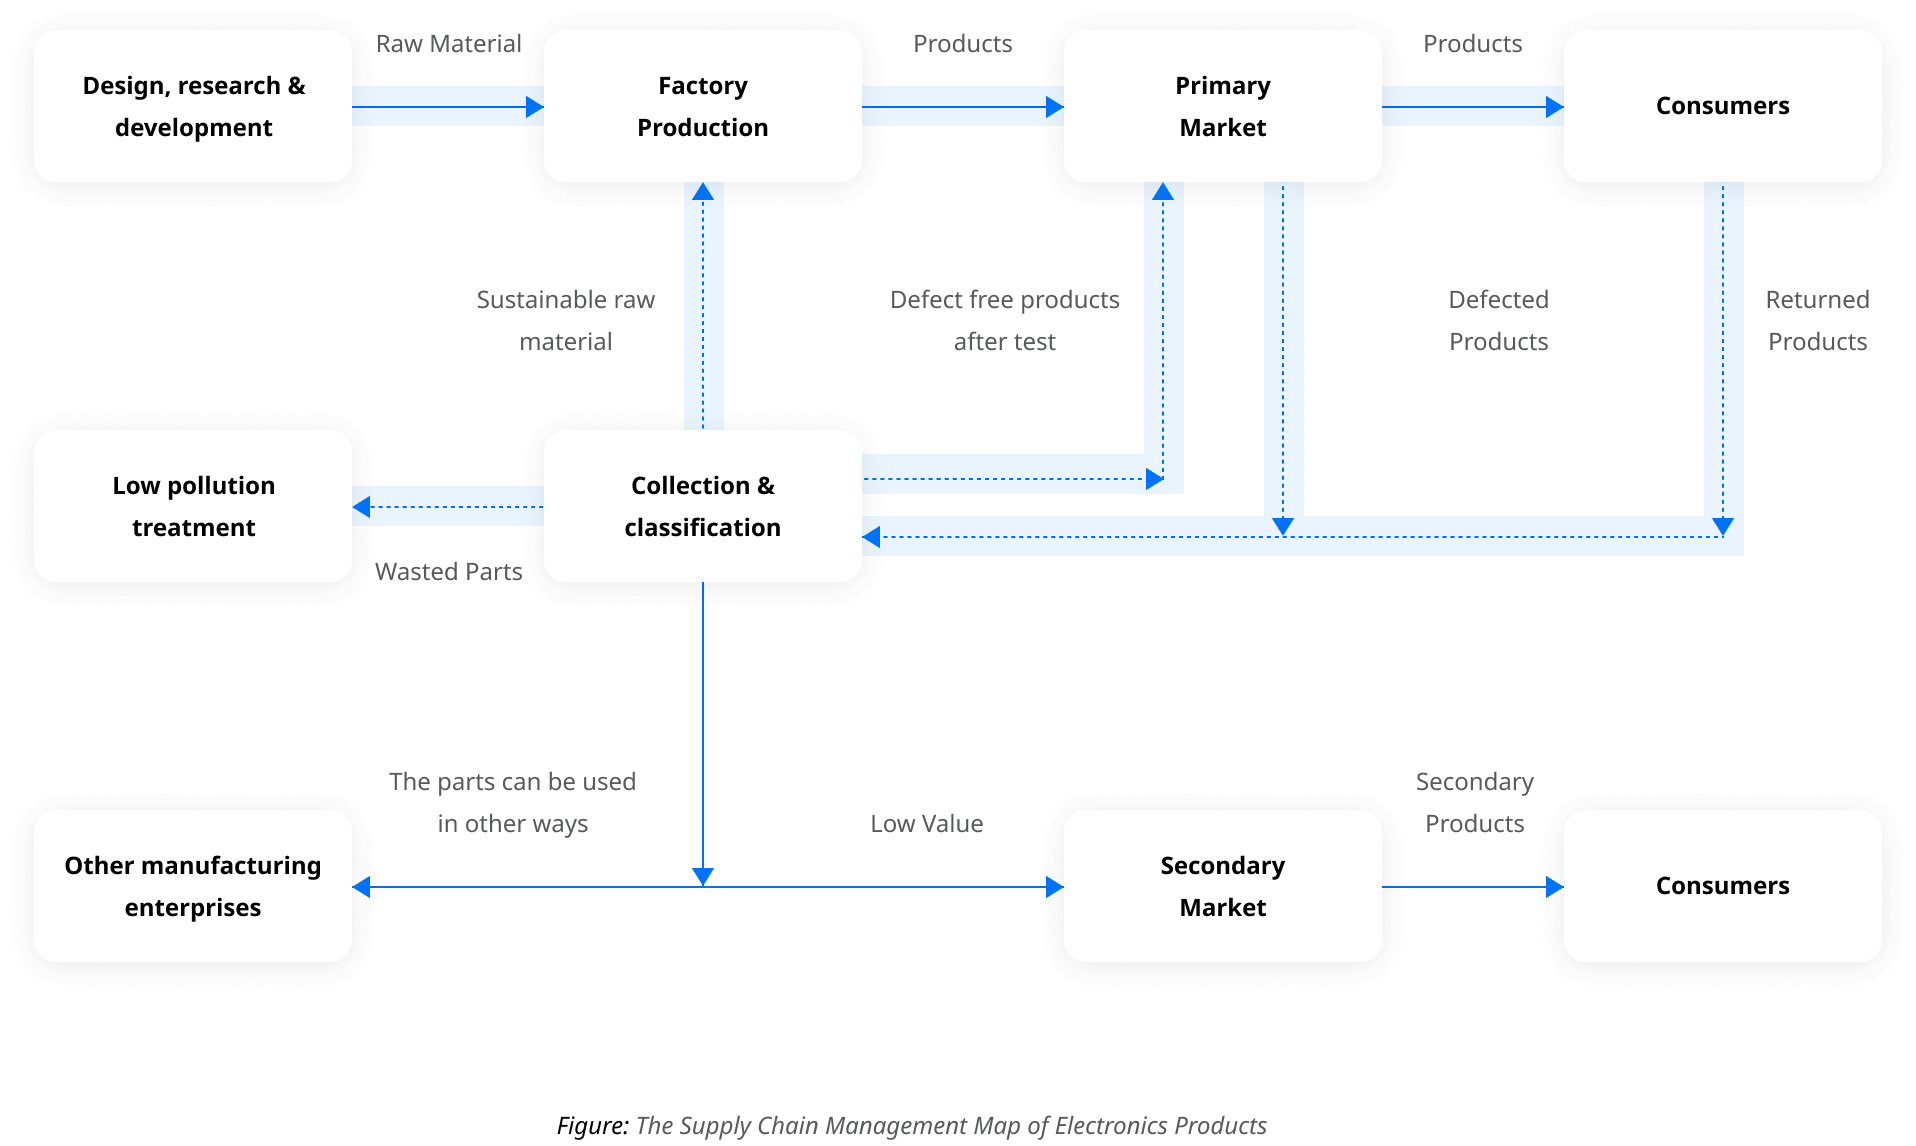 Raw Material
Products
Products
Design, research &
development
Factory
Production
Primary
Market
Consumers
Sustainable raw
material
Defect free products
after test
Defected
Products
Returned
Products
Low pollution
treatment
Collection &
classification
Wasted Parts
The parts can be used
in other ways
Low Value
Secondary
Products
Other manufacturing
enterprises
Secondary
Market
Consumers
Figure: The Supply Chain Management Map of Electronics Products